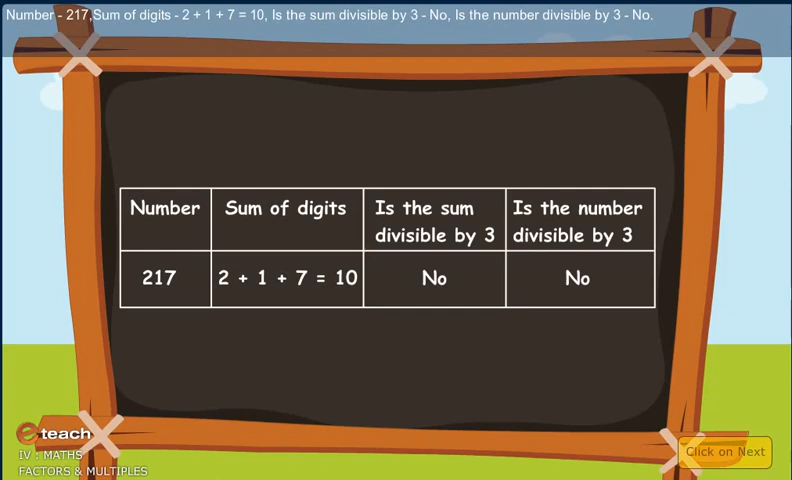 Number - 217,Sum of digits - 2 + 1 + 7 = 10, Is the sum divisible by 3 - No, Is the number divisible by 3 - No.
Number Sum of digits Is the sum divisible by 3 Is the number divisible by 3
217 2 + 1 + 7 = 10 No No
e teach
IV : MATHS
FACTORS & MULTIPLES
Click on Next